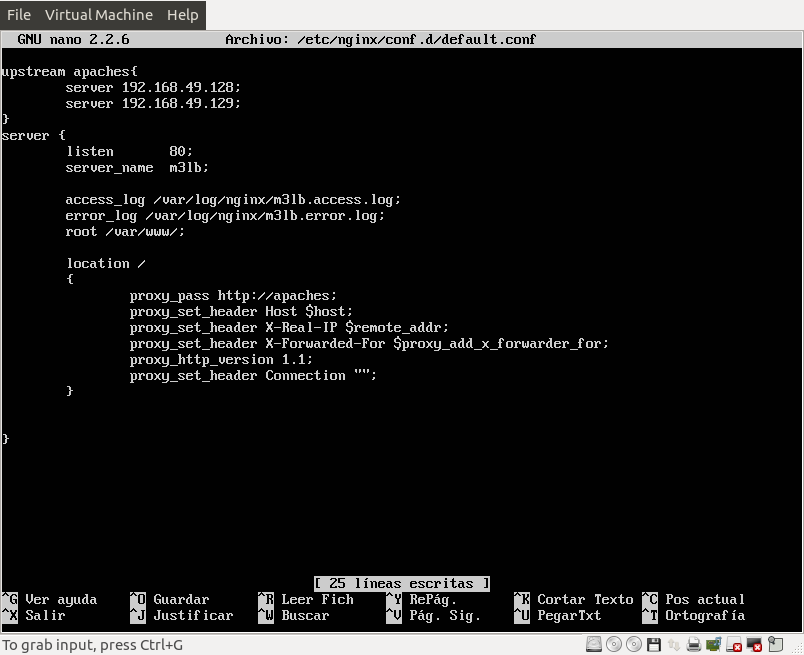 File Virtual Machine Help
GNU nano 2.2.6 Archivo: /etc/nginx/conf.d/default.conf
upstream apaches{
server 192.168.49.128;
server 192.168.49.129;
}
server {
listen 80;
server_name m3lb;
access_log /var/log/nginx/m3lb.access.log;
error_log /var/log/nginx/m3lb.error.log;
root /var/www/;
location /
{
proxy_pass http://apaches;
proxy_set_header Host $host;
proxy_set_header X-Real-IP $remote_addr;
proxy_set_header X-Forwarded-For $proxy_add_x_forwarder_for;
proxy_http_version 1.1;
proxy_set_header Connection "";
}
}
[ 25 líneas escritas ]
^G Ver ayuda ^O Guardar ^R Leer Fich ^Y RePág. ^K Cortar Texto ^C Pos actual
^X Salir ^J Justificar ^W Buscar ^V Pág. Sig. ^U PegarTxt ^T Ortografía
To grab input, press Ctrl+G